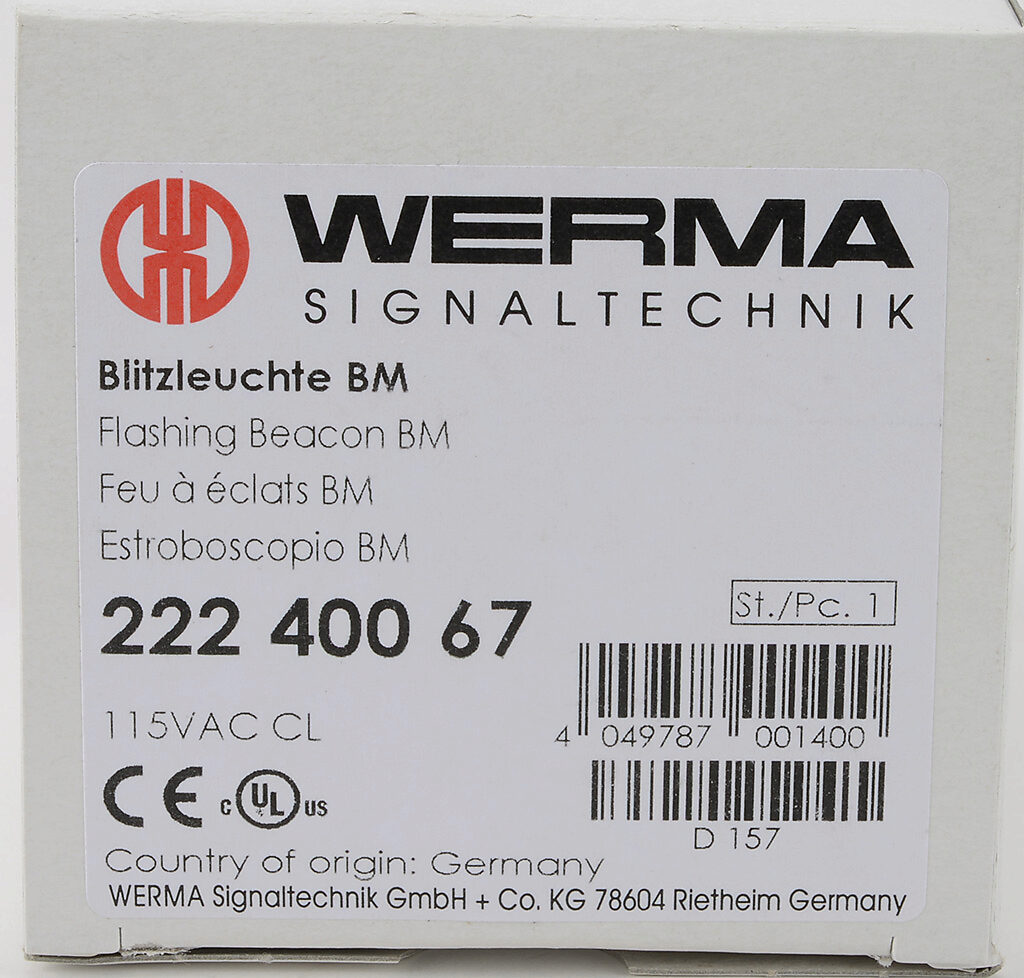 WERMA
SIGNALTECHNIK
Blitzleuchte BM
Flashing Beacon BM
Feu à éclats BM
Estroboscopio BM
222 400 67
St./Pc. 1
115VAC CL
4 049787 001400
CE c UL us
D 157
Country of origin: Germany
WERMA Signaltechnik GmbH + Co. KG 78604 Rietheim Germany